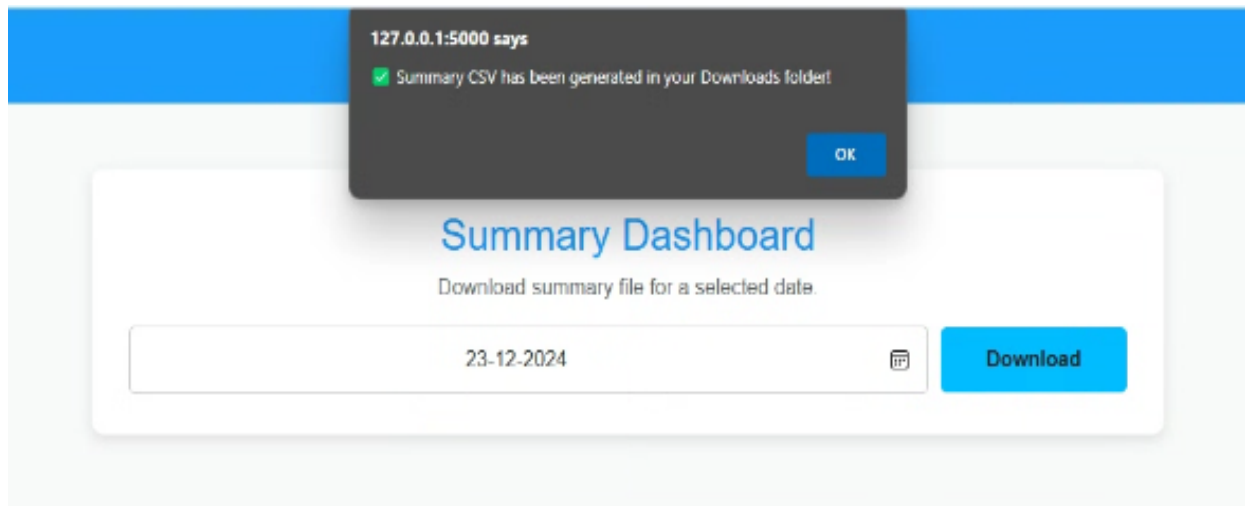 127.0.0.1:5000 says
✅ Summary CSV has been generated in your Downloads folder!
OK
Summary Dashboard
Download summary file for a selected date.
23-12-2024
Download